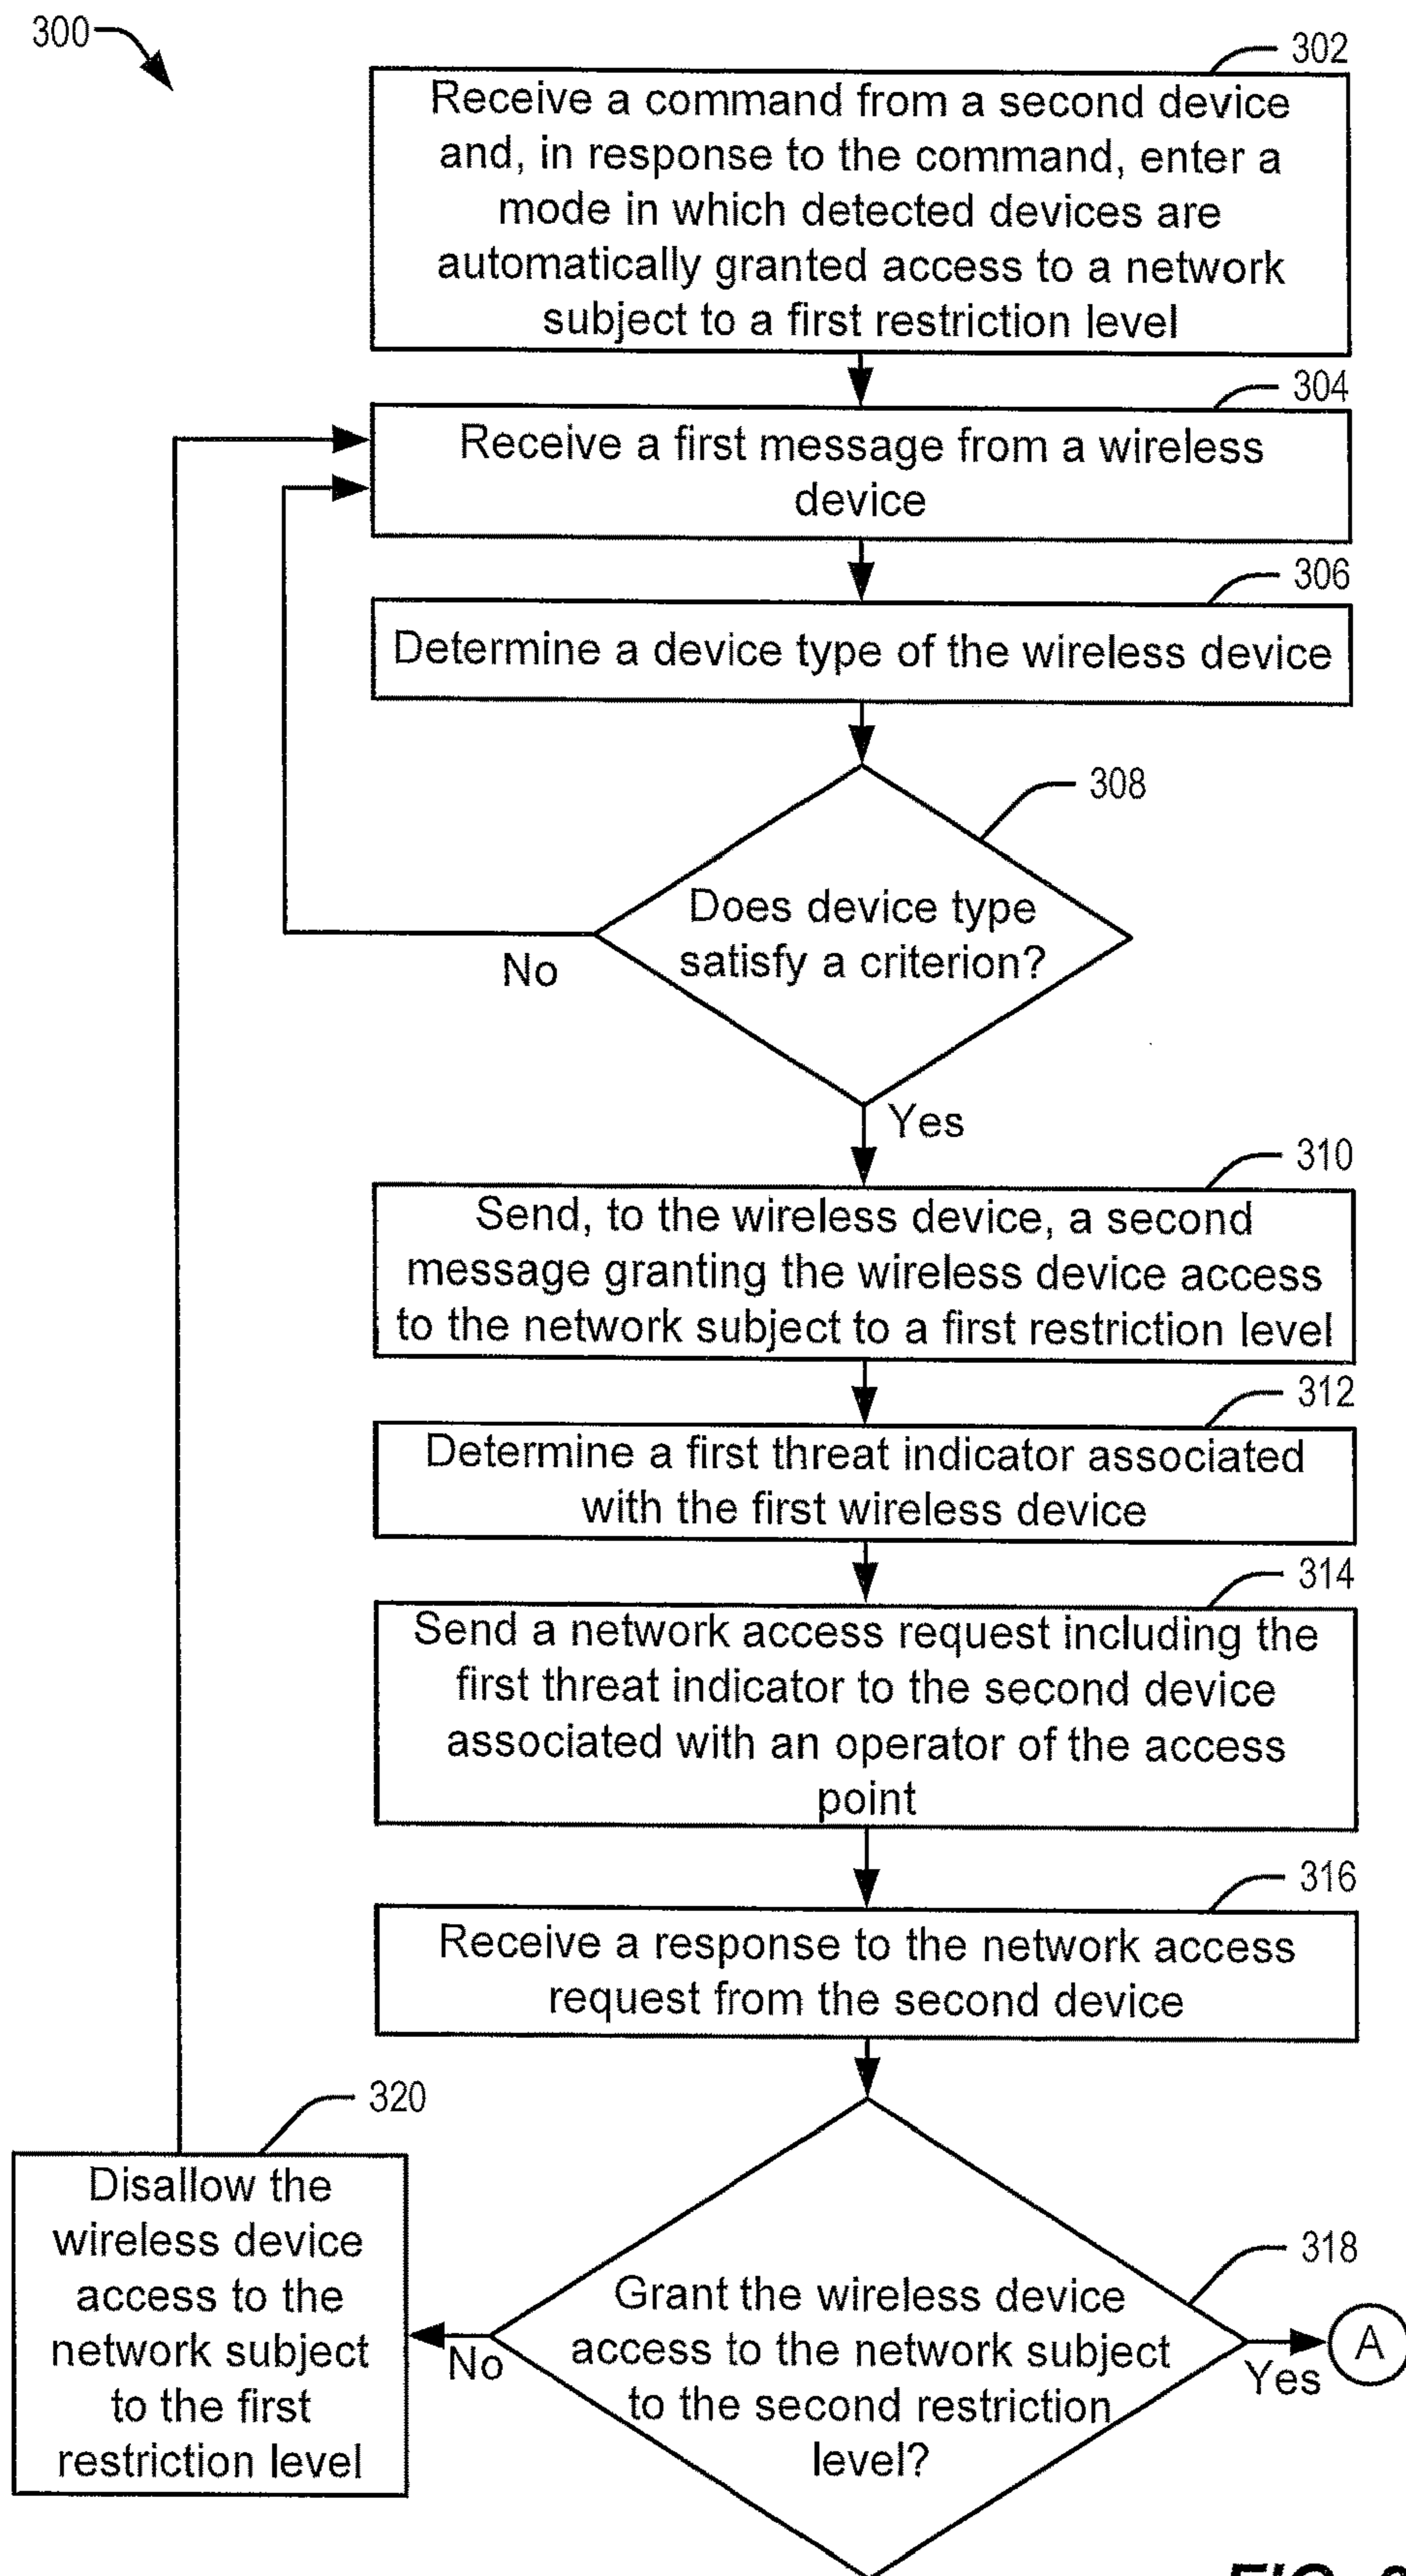 300
302
Receive a command from a second device
and, in response to the command, enter a
mode in which detected devices are
automatically granted access to a network
subject to a first restriction level
304
Receive a first message from a wireless
device
306
Determine a device type of the wireless device
308
Does device type
satisfy a criterion?
No
Yes
310
Send, to the wireless device, a second
message granting the wireless device access
to the network subject to a first restriction level
312
Determine a first threat indicator associated
with the first wireless device
314
Send a network access request including the
first threat indicator to the second device
associated with an operator of the access
point
316
Receive a response to the network access
request from the second device
320
Disallow the
wireless device
access to the
network subject
to the first
restriction level
318
Grant the wireless device
access to the network subject
to the second restriction
level?
No
Yes
A